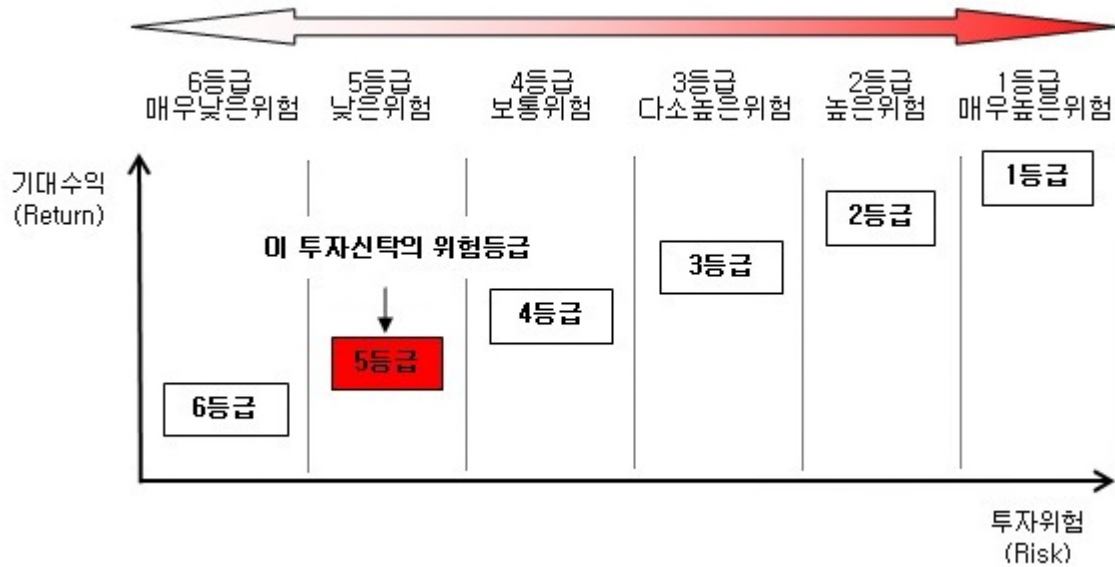 6등급 5등급 4등급 3등급 2등급 1등급
매우낮은위험 낮은위험 보통위험 다소높은위험 높은위험 매우높은위험
기대수익
(Return)
1등급
2등급
이 투자신탁의 위험등급
3등급
4등급
5등급
6등급
투자위험
(Risk)